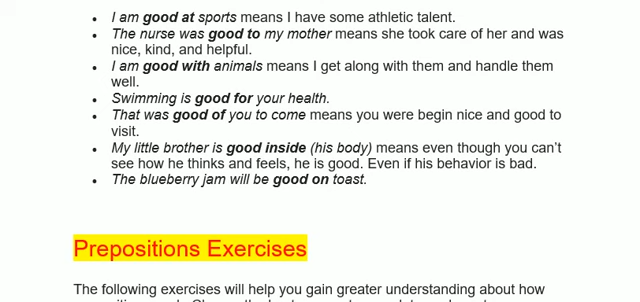 • I am good at sports means I have some athletic talent.
• The nurse was good to my mother means she took care of her and was
nice, kind, and helpful.
• I am good with animals means I get along with them and handle them
well.
• Swimming is good for your health.
• That was good of you to come means you were begin nice and good to
visit.
• My little brother is good inside (his body) means even though you can’t
see how he thinks and feels, he is good. Even if his behavior is bad.
• The blueberry jam will be good on toast.
Prepositions Exercises
The following exercises will help you gain greater understanding about how